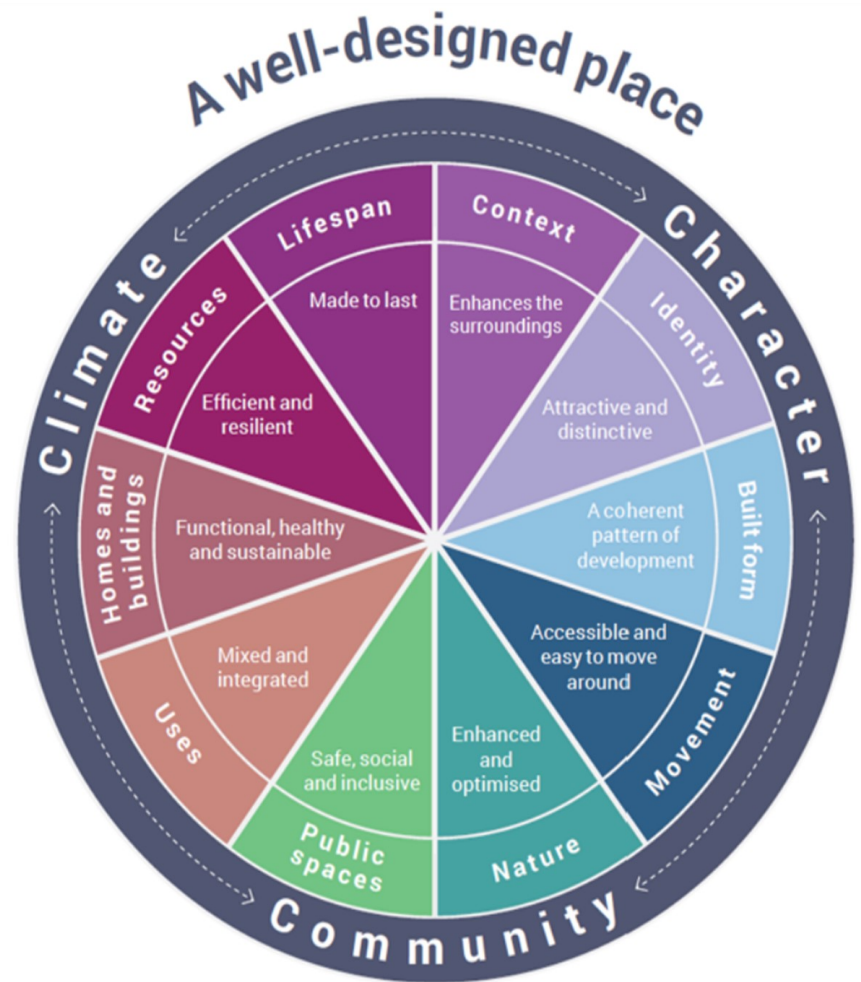 A well-designed place
Climate
Character
Community
Context
Enhances the
surroundings
Identity
Attractive and
distinctive
Built form
A coherent
pattern of
development
Movement
Accessible and
easy to move
around
Nature
Enhanced
and
optimised
Public
spaces
Safe, social
and inclusive
Uses
Mixed and
integrated
Homes and
buildings
Functional, healthy
and sustainable
Resources
Efficient and
resilient
Lifespan
Made to last